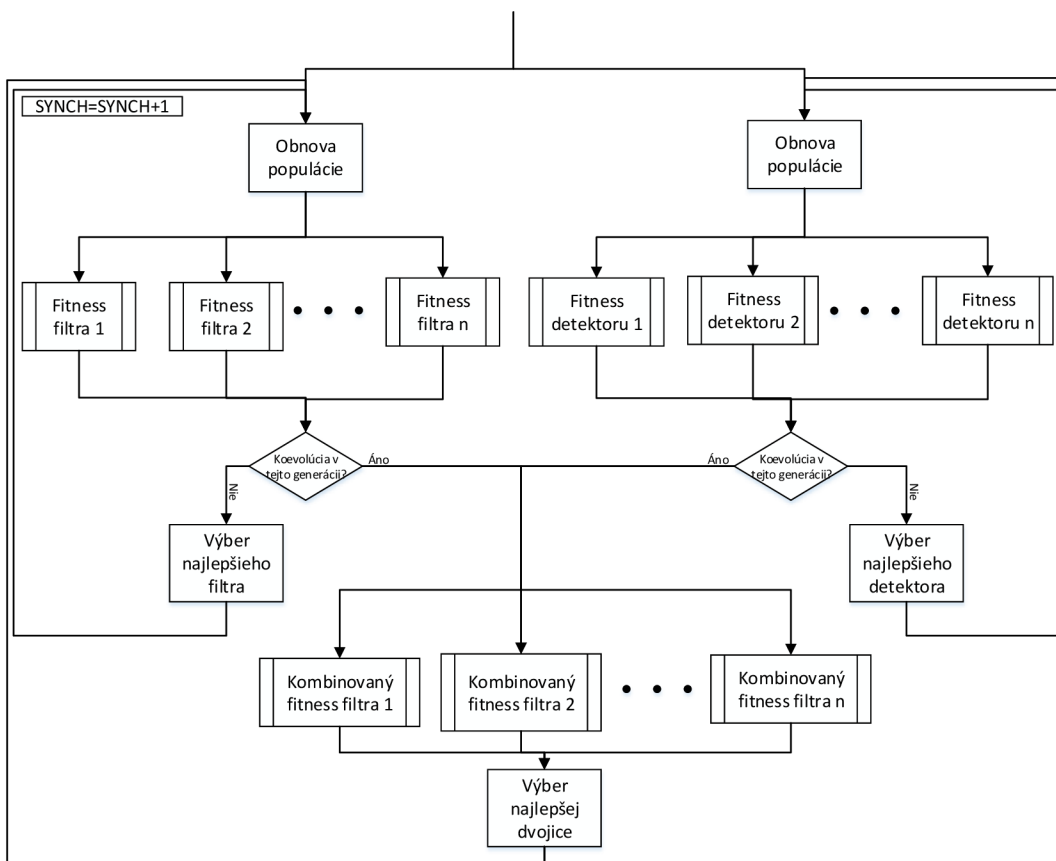 SYNCH=SYNCH+1
Obnova
populácie
Obnova
populácie
Fitness
filtra 1
Fitness
filtra 2
Fitness
filtra n
Fitness
detektoru 1
Fitness
detektoru 2
Fitness
detektoru n
Koevolúcia v
tejto generácii?
Áno
Nie
Áno
Koevolúcia v
tejto generácii?
Nie
Výber
najlepšieho
filtra
Výber
najlepšieho
detektora
Kombinovaný
fitness filtra 1
Kombinovaný
fitness filtra 2
Kombinovaný
fitness filtra n
Výber
najlepšej
dvojice